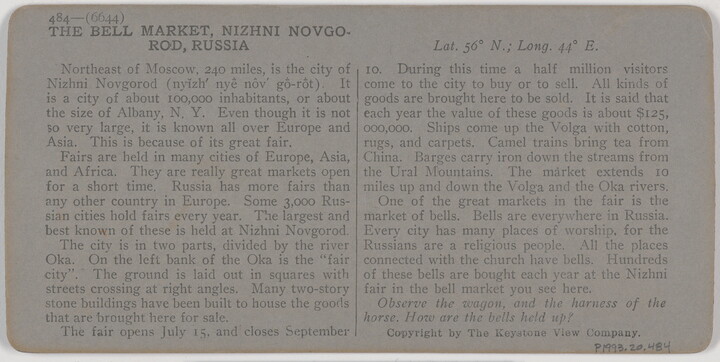 484—(6644)
THE BELL MARKET, NIZHNI NOVGO-
ROD, RUSSIA
Northeast of Moscow, 240 miles, is the city of
Nizhni Novgorod (nyĭzh′ nyĕ nôv′ gô-rôt). It
is a city of about 100,000 inhabitants, or about
the size of Albany, N. Y. Even though it is not
so very large, it is known all over Europe and
Asia. This is because of its great fair.
Fairs are held in many cities of Europe, Asia,
and Africa. They are really great markets open
for a short time. Russia has more fairs than
any other country in Europe. Some 3,000 Rus-
sian cities hold fairs every year. The largest and
best known of these is held at Nizhni Novgorod.
The city is in two parts, divided by the river
Oka. On the left bank of the Oka is the “fair
city”. The ground is laid out in squares with
streets crossing at right angles. Many two-story
stone buildings have been built to house the goods
that are brought here for sale.
The fair opens July 15, and closes September
Lat. 56° N.; Long. 44° E.
10. During this time a half million visitors
come to the city to buy or to sell. All kinds of
goods are brought here to be sold. It is said that
each year the value of these goods is about $125,
000,000. Ships come up the Volga with cotton,
rugs, and carpets. Camel trains bring tea from
China. Barges carry iron down the streams from
the Ural Mountains. The market extends 10
miles up and down the Volga and the Oka rivers.
One of the great markets in the fair is the
market of bells. Bells are everywhere in Russia.
Every city has many places of worship, for the
Russians are a religious people. All the places
connected with the church have bells. Hundreds
of these bells are bought each year at the Nizhni
fair in the bell market you see here.
Observe the wagon, and the harness of the
horse. How are the bells held up?
Copyright by The Keystone View Company.
P1973.20.484